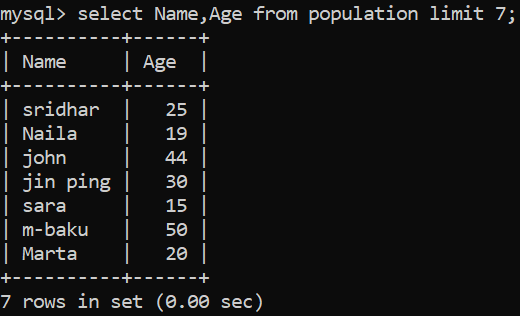 mysql> select Name,Age from population limit 7;
+----------+------+
| Name     | Age  |
+----------+------+
| sridhar  |   25 |
| Naila    |   19 |
| john     |   44 |
| jin ping |   30 |
| sara     |   15 |
| m-baku   |   50 |
| Marta    |   20 |
+----------+------+
7 rows in set (0.00 sec)